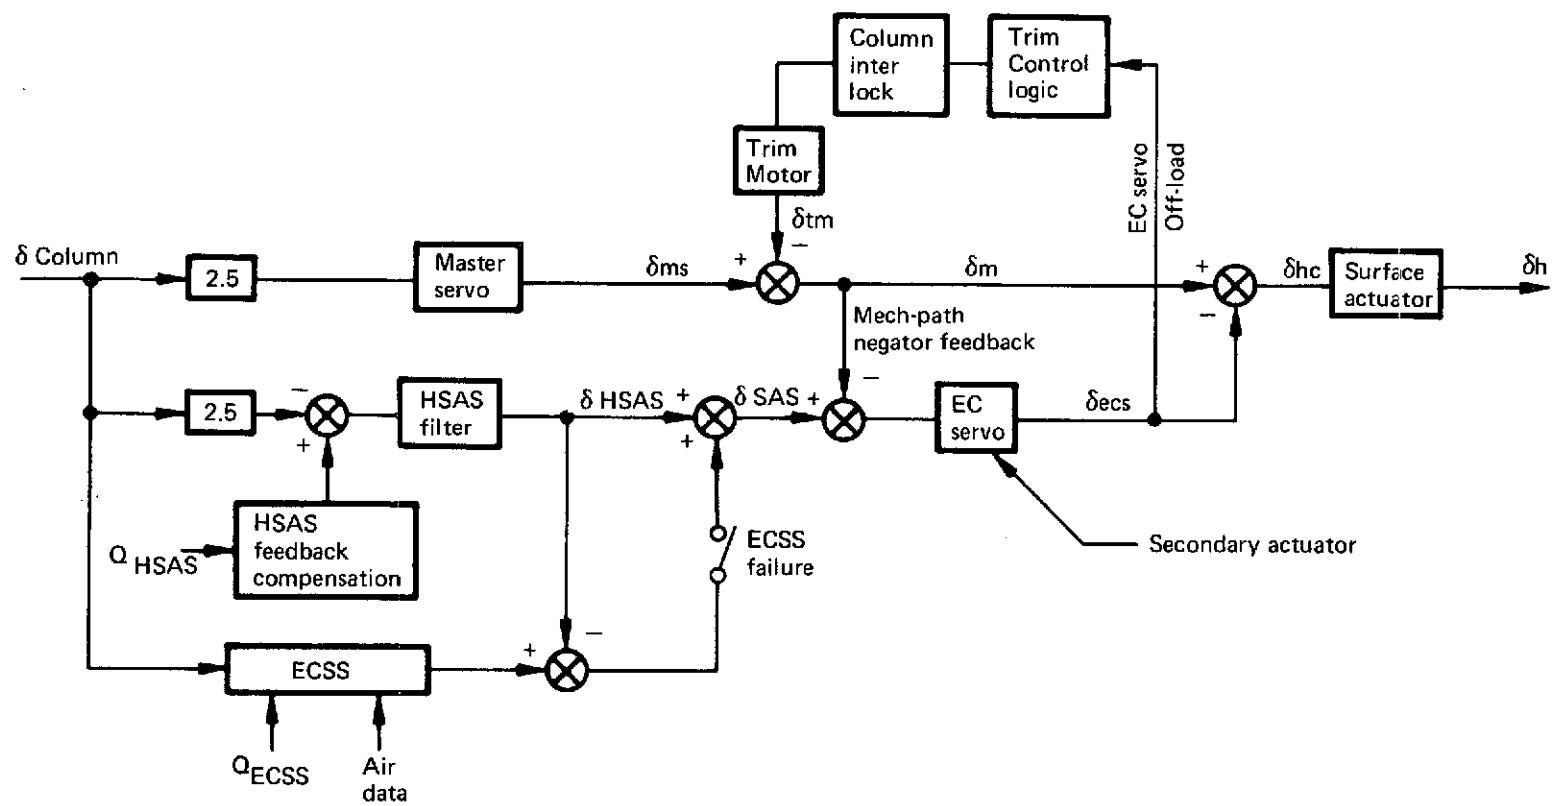 Column
inter
lock
Trim
Control
logic
Trim
Motor
EC servo
Off-load
δtm
−
δ Column
2.5
Master
servo
δms
+
δm
+
−
δhc
Surface
actuator
δh
Mech-path
negator feedback
2.5
−
+
HSAS
filter
δ HSAS
+
+
δ SAS
+
−
EC
servo
δecs
HSAS
feedback
compensation
Q HSAS
ECSS
failure
Secondary actuator
ECSS
+
−
QECSS
Air
data